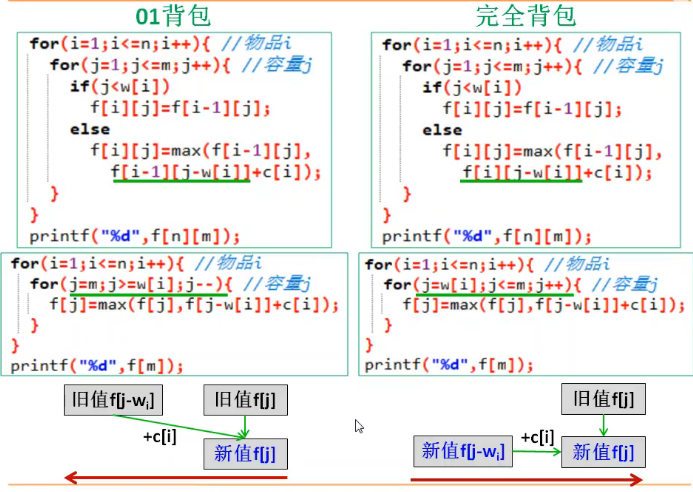 01背包
for(i=1;i<=n;i++){ //物品i
for(j=1;j<=m;j++){ //容量j
if(j<w[i])
f[i][j]=f[i-1][j];
else
f[i][j]=max(f[i-1][j],
f[i-1][j-w[i]]+c[i]);
}
}
printf("%d",f[n][m]);
完全背包
for(i=1;i<=n;i++){ //物品i
for(j=1;j<=m;j++){ //容量j
if(j<w[i])
f[i][j]=f[i-1][j];
else
f[i][j]=max(f[i-1][j],
f[i][j-w[i]]+c[i]);
}
}
printf("%d",f[n][m]);
for(i=1;i<=n;i++){ //物品i
for(j=m;j>=w[i];j--){ //容量j
f[j]=max(f[j],f[j-w[i]]+c[i]);
}
}
printf("%d",f[m]);
for(i=1;i<=n;i++){ //物品i
for(j=w[i];j<=m;j++){ //容量j
f[j]=max(f[j],f[j-w[i]]+c[i]);
}
}
printf("%d",f[m]);
旧值f[j-wi]
旧值f[j]
+c[i]
新值f[j]
旧值f[j]
新值f[j-wi]
+c[i]
新值f[j]